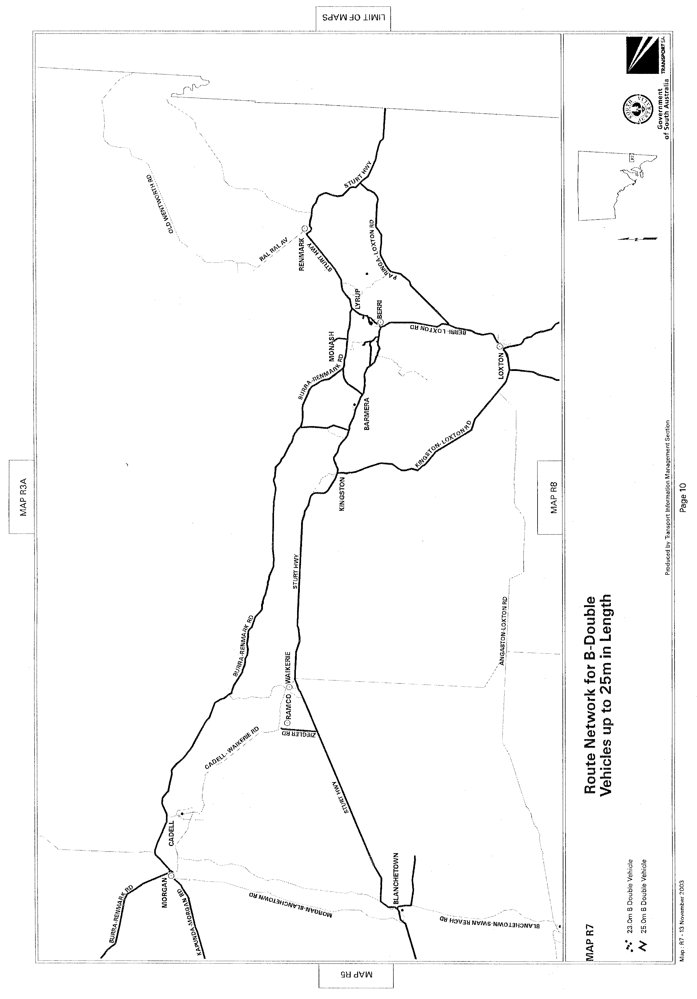 MAP R3A
LIMIT OF MAPS
MAP R5
MAP R8
OLD WENTWORTH RD
RAL RAL AV
RENMARK
STURT HWY
STURT HWY
PARINGA-LOXTON RD
LYRUP
BERRI
BERRI-LOXTON RD
MONASH
BURRA-RENMARK RD
BARMERA
LOXTON
KINGSTON-LOXTON RD
KINGSTON
STURT HWY
BURRA-RENMARK RD
WAIKERIE
RAMCO
ZIEGLER RD
CADELL-WAIKERIE RD
ANGASTON-LOXTON RD
STURT HWY
CADELL
MORGAN
BURRA-RENMARK RD
KAPUNDA-MORGAN RD
MORGAN-BLANCHETOWN RD
BLANCHETOWN
BLANCHETOWN-SWAN REACH RD
MAP R7
23.0m B Double Vehicle
25.0m B Double Vehicle
Route Network for B-Double
Vehicles up to 25m in Length
N
R7
SOUTH AUSTRALIA
Government
of South Australia
TRANSPORT SA
Produced by Transport Information Management Section
Map : R7 - 13 November 2003
Page 10